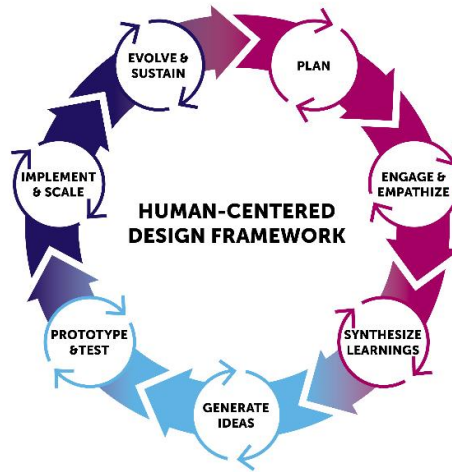 EVOLVE &
SUSTAIN
PLAN
ENGAGE &
EMPATHIZE
SYNTHESIZE
LEARNINGS
GENERATE
IDEAS
PROTOTYPE
& TEST
IMPLEMENT
& SCALE
HUMAN-CENTERED
DESIGN FRAMEWORK